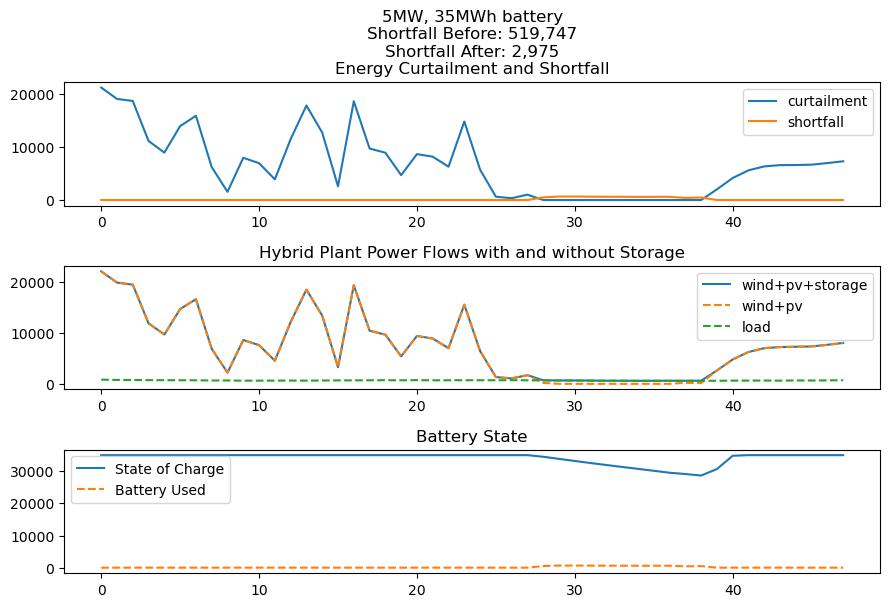 5MW, 35MWh battery
Shortfall Before: 519,747
Shortfall After: 2,975
Energy Curtailment and Shortfall
20000
10000
0
curtailment
shortfall
0 10 20 30 40
Hybrid Plant Power Flows with and without Storage
20000
10000
0
wind+pv+storage
wind+pv
load
0 10 20 30 40
Battery State
30000
20000
10000
0
State of Charge
Battery Used
0 10 20 30 40